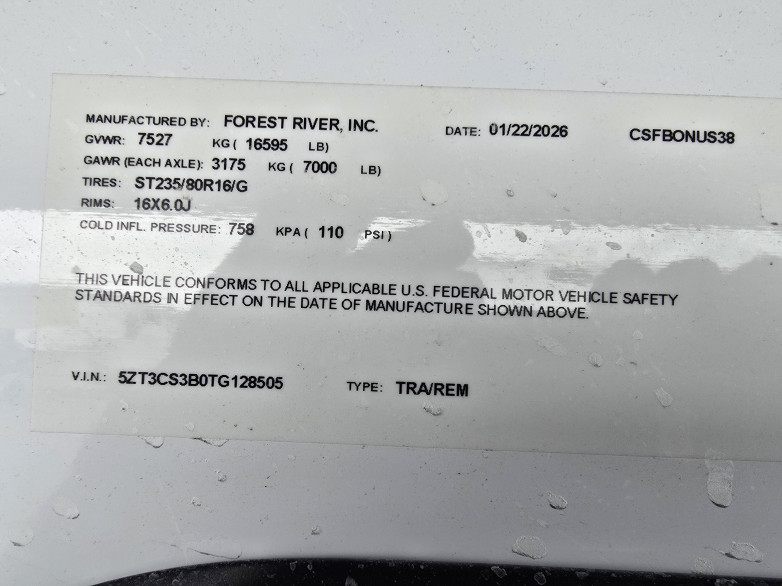 MANUFACTURED BY: FOREST RIVER, INC. DATE: 01/22/2026 CSFBONUS38
GVWR: 7527 KG ( 16595 LB)
GAWR (EACH AXLE): 3175 KG ( 7000 LB)
TIRES: ST235/80R16/G
RIMS: 16X6.0J
COLD INFL. PRESSURE: 758 KPA ( 110 PSI )
THIS VEHICLE CONFORMS TO ALL APPLICABLE U.S. FEDERAL MOTOR VEHICLE SAFETY
STANDARDS IN EFFECT ON THE DATE OF MANUFACTURE SHOWN ABOVE.
V.I.N.: 5ZT3CS3B0TG128505 TYPE: TRA/REM